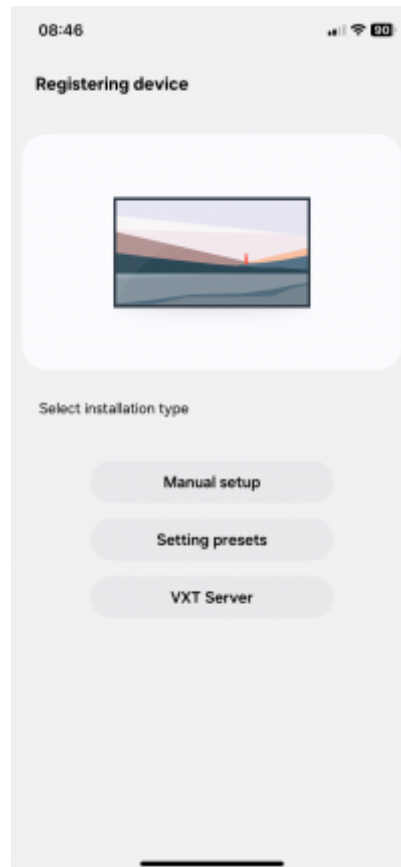 08:46
90
Registering device
Select installation type
Manual setup
Setting presets
VXT Server